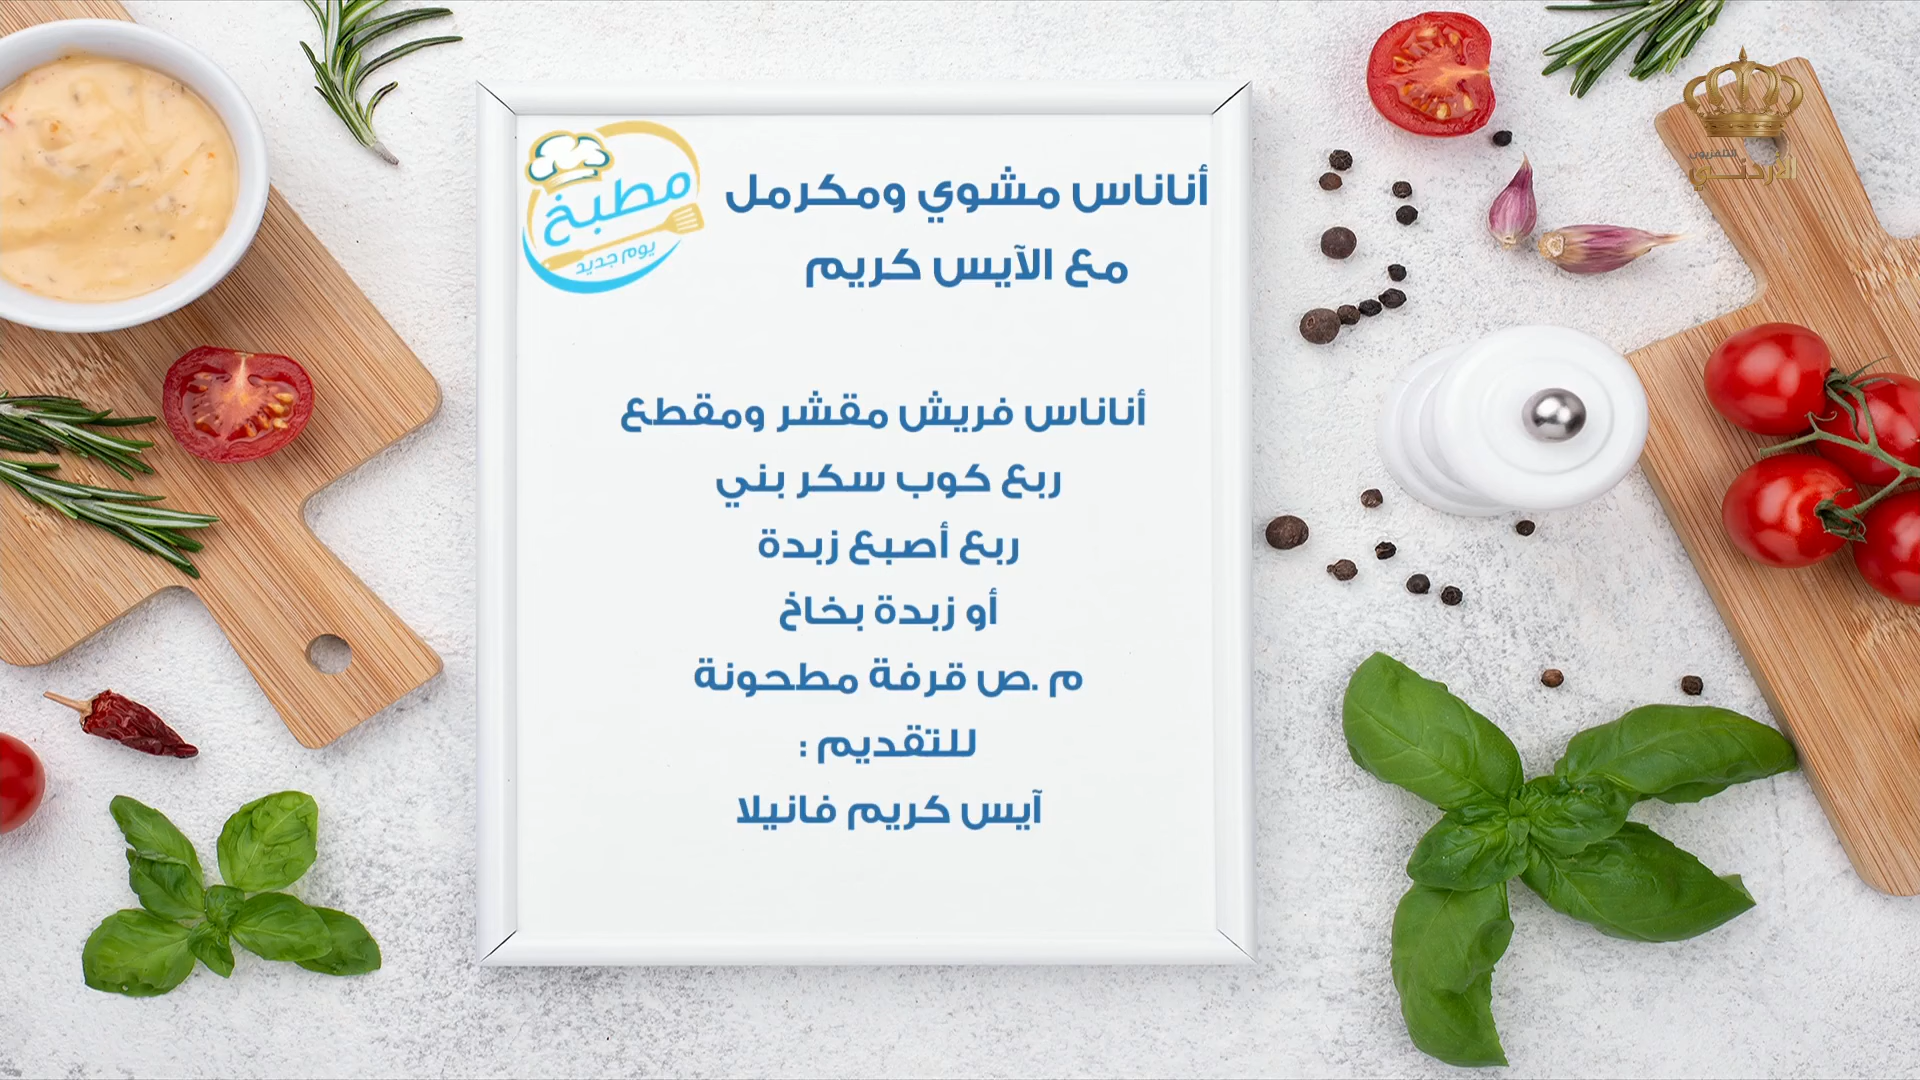 مطبخ
يوم جديد
أناناس مشوي ومكرمل
مع الآيس كريم
أناناس فريش مقشر ومقطع
ربع كوب سكر بني
ربع أصبع زبدة
أو زبدة بخاخ
م .ص قرفة مطحونة
للتقديم :
آيس كريم فانيلا
التلفزيون
الأردني